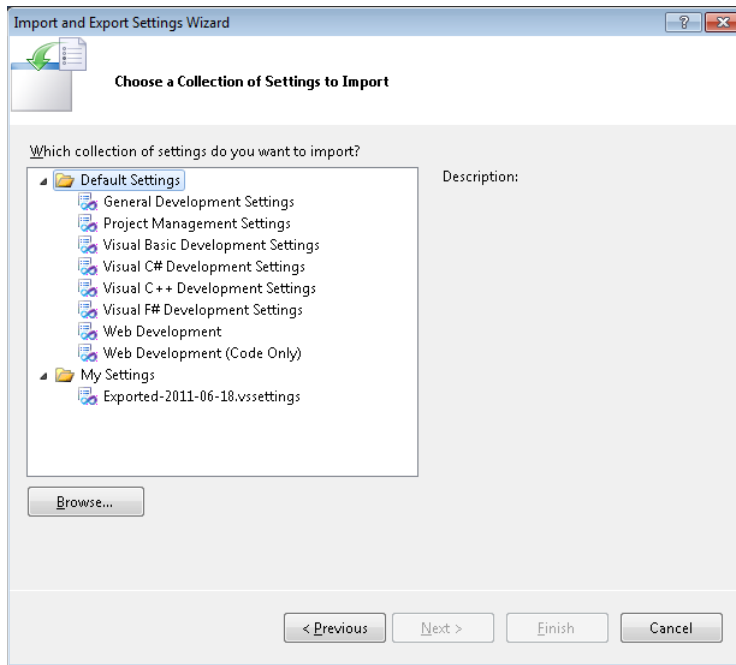 Import and Export Settings Wizard
Choose a Collection of Settings to Import
Which collection of settings do you want to import?
Default Settings
General Development Settings
Project Management Settings
Visual Basic Development Settings
Visual C# Development Settings
Visual C++ Development Settings
Visual F# Development Settings
Web Development
Web Development (Code Only)
My Settings
Exported-2011-06-18.vssettings
Description:
Browse...
< Previous Next > Finish Cancel